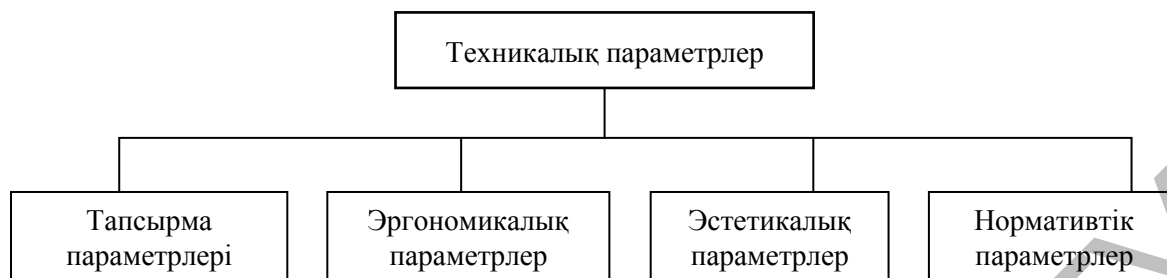 Техникалық параметрлер
Тапсырма
параметрлері
Эргономикалық
параметрлер
Эстетикалық
параметрлер
Нормативтік
параметрлер